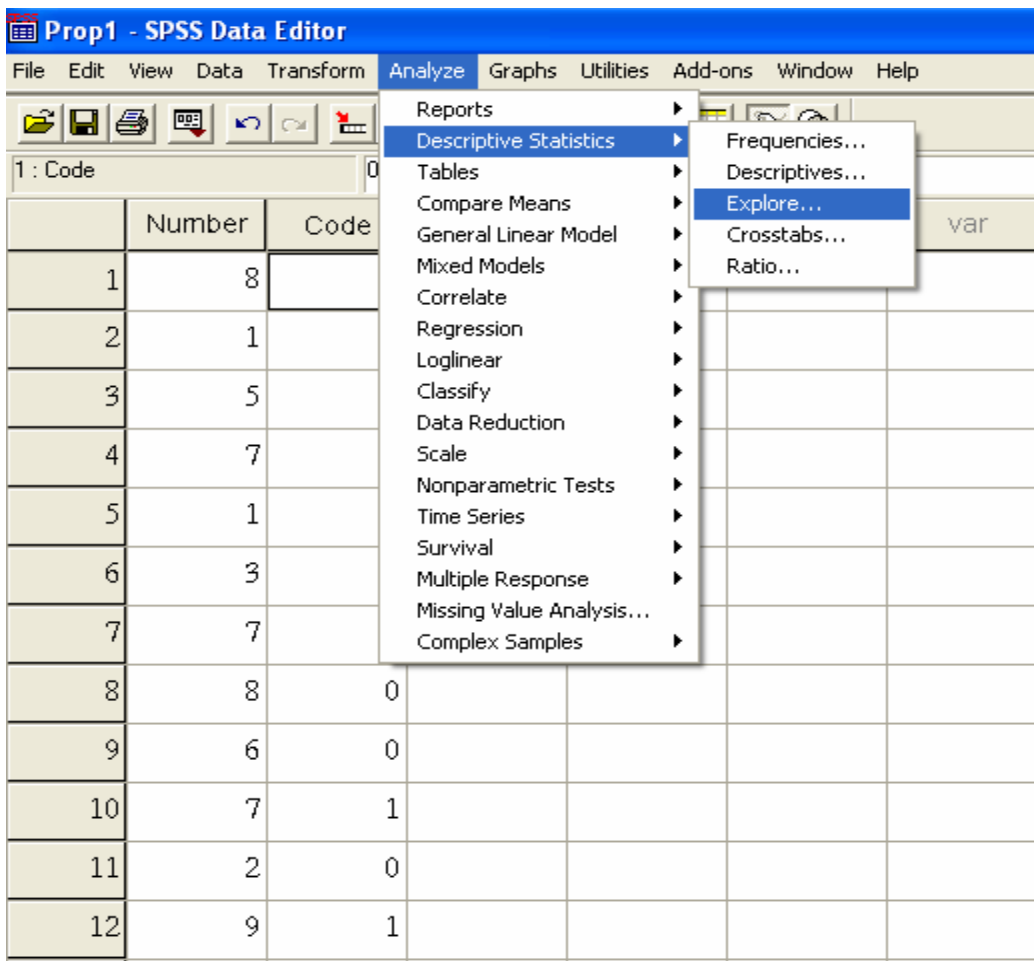 Prop1 - SPSS Data Editor
File Edit View Data Transform Analyze Graphs Utilities Add-ons Window Help
1 : Code 0
Reports
Descriptive Statistics
Tables
Compare Means
General Linear Model
Mixed Models
Correlate
Regression
Loglinear
Classify
Data Reduction
Scale
Nonparametric Tests
Time Series
Survival
Multiple Response
Missing Value Analysis...
Complex Samples
Frequencies...
Descriptives...
Explore...
Crosstabs...
Ratio...
Number Code var
1 8
2 1
3 5
4 7
5 1
6 3
7 7
8 8 0
9 6 0
10 7 1
11 2 0
12 9 1